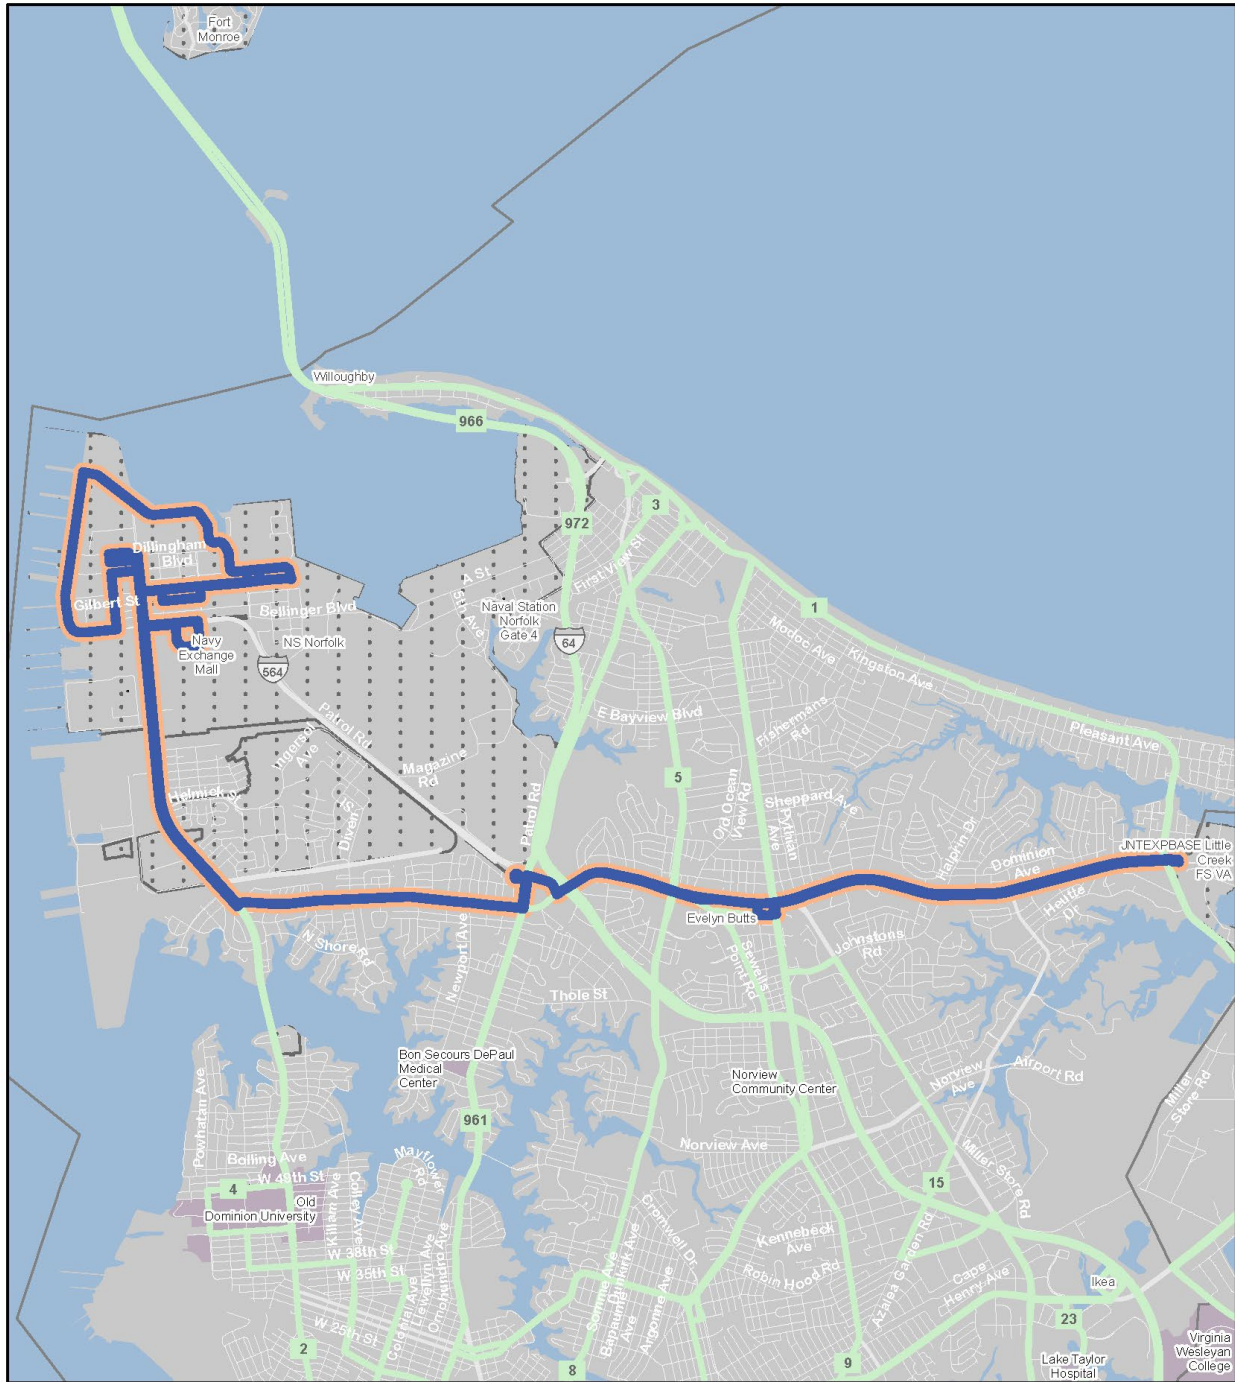 Fort
Monroe
Willoughby
966
3
972
Dillingham
Blvd
First View St
A St
5th Ave
Gilbert St
Bellinger Blvd
Naval Station
Norfolk
Gate 4
1
64
Navy
Exchange
Mall
NS Norfolk
564
Modoc Ave
Kingston Ave
Patrol Rd
Ingersol
Ave
E Bayview Blvd
Fishermans
Rd
Pleasant Ave
Magazine
Rd
5
Helmick St
Patrol Rd
Old Ocean
View Rd
Sheppard Ave
Pythian
Ave
Halprin Dr
Dominion
Ave
JNTEXPBASE Little
Creek
FS VA
Heutte
Dr
Evelyn Butts
N Shore Rd
Newport Ave
Sewells
Point Rd
Johnstons
Rd
Thole St
Bon Secours DePaul
Medical
Center
Norview
Community Center
Norview
Ave
Airport Rd
Miller
Store Rd
Powhatan Ave
961
Norview Ave
Bolling Ave
Mayflower
Rd
W 49th St
4
Old
Dominion University
Killam Ave
Colley Ave
Miller Store Rd
15
Cromwell Dr
Kennebeck
Ave
W 38th St
W 35th St
Llewellyn Ave
Omohundro Ave
Robin Hood Rd
Azalea Garden Rd
Cape
Henry Ave
Ikea
Somme Ave
Dunkirk Ave
Bapaume
Ave
Argonne Ave
W 25th St
Colonial Ave
2
23
8
9
Lake Taylor
Hospital
Virginia
Wesleyan
College